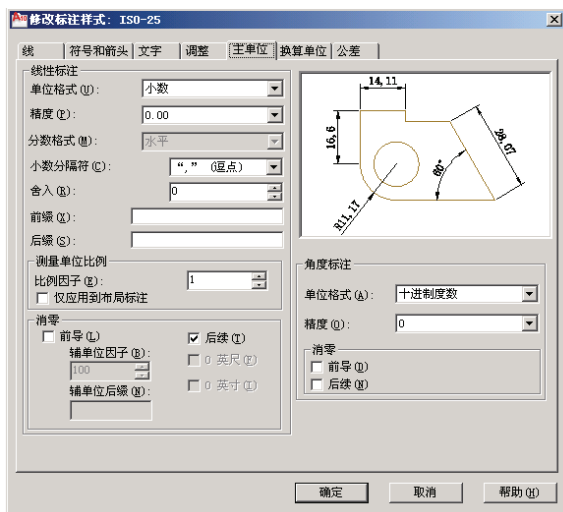 修改标注样式: ISO-25
线 符号和箭头 文字 调整 主单位 换算单位 公差
线性标注
单位格式(U): 小数
精度(P): 0.00
分数格式(M): 水平
小数分隔符(C): “,” (逗点)
舍入(R): 0
前缀(X):
后缀(S):
测量单位比例
比例因子(E): 1
仅应用到布局标注
消零
前导(L) 后续(T)
辅单位因子(B): 0 英尺(F)
100
辅单位后缀(N): 0 英寸(I)
14,11
16,6
28,07
60°
R11,17
角度标注
单位格式(A): 十进制度数
精度(O): 0
消零
前导(D)
后续(N)
确定 取消 帮助(H)